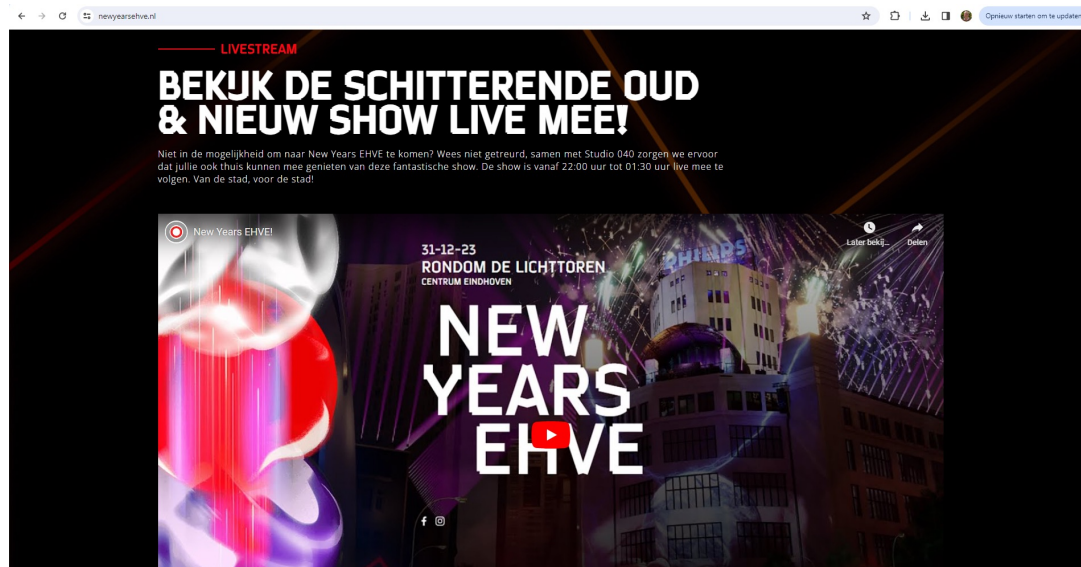 newyearsehve.nl
Opnieuw starten om te updaten
LIVESTREAM
BEKIJK DE SCHITTERENDE OUD
& NIEUW SHOW LIVE MEE!
Niet in de mogelijkheid om naar New Years EHVE te komen? Wees niet getreurd, samen met Studio 040 zorgen we ervoor
dat jullie ook thuis kunnen mee genieten van deze fantastische show. De show is vanaf 22:00 uur tot 01:30 uur live mee te
volgen. Van de stad, voor de stad!
New Years EHVE!
Later bekij...
Delen
31-12-23
RONDOM DE LICHTTOREN
CENTRUM EINDHOVEN
PHILIPS
NEW
YEARS
EHVE